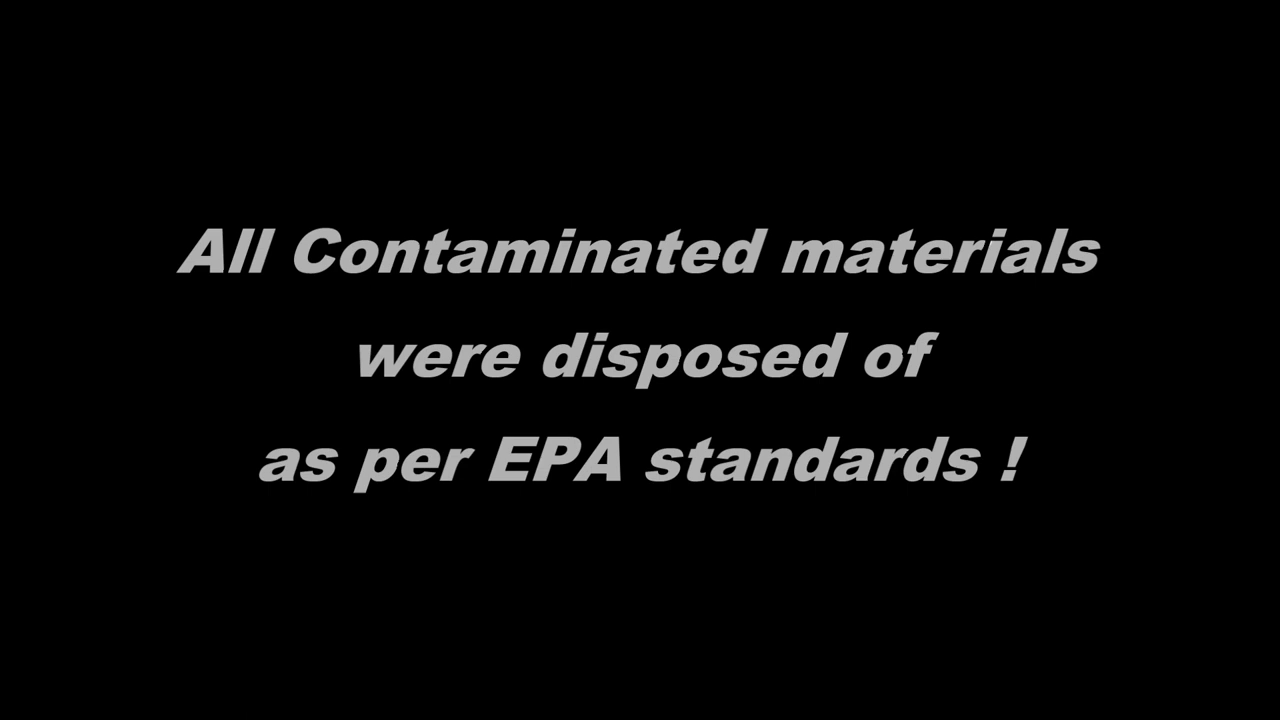 All Contaminated materials
were disposed of
as per EPA standards !